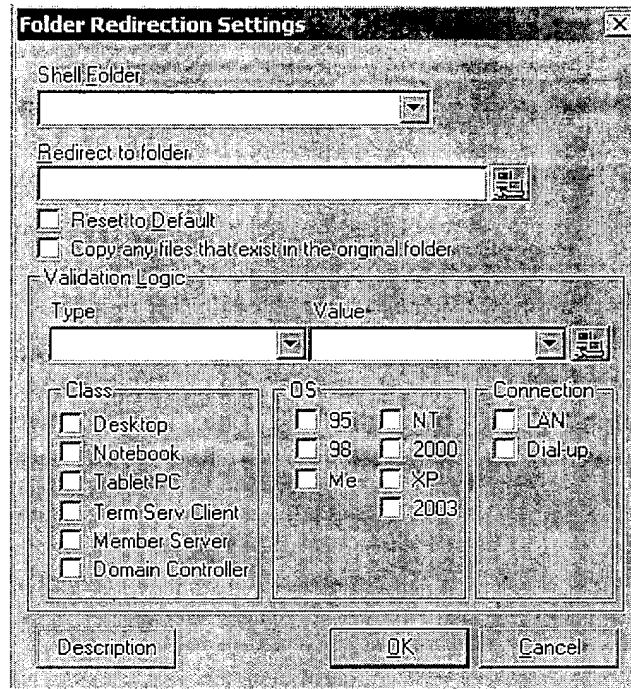 Folder Redirection Settings
Shell Folder
Redirect to folder
Reset to Default
Copy any files that exist in the original folder
Validation Logic
Type Value
Class
Desktop
Notebook
Tablet PC
Term Serv Client
Member Server
Domain Controller
OS
95 NT
98 2000
Me XP
2003
Connection
LAN
Dial-up
Description OK Cancel